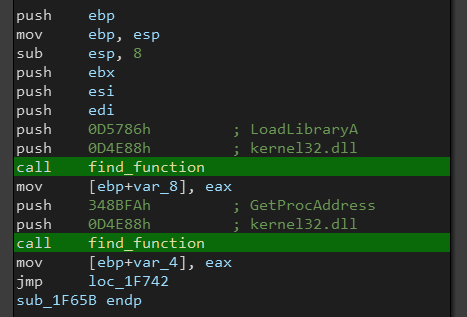 push ebp
mov ebp, esp
sub esp, 8
push ebx
push esi
push edi
push 0D5786h ; LoadLibraryA
push 0D4E88h ; kernel32.dll
call find_function
mov [ebp+var_8], eax
push 348BFAh ; GetProcAddress
push 0D4E88h ; kernel32.dll
call find_function
mov [ebp+var_4], eax
jmp loc_1F742
sub_1F65B endp